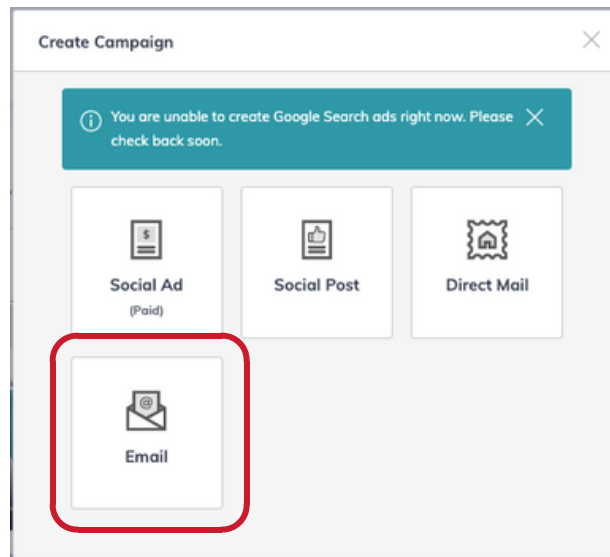 Create Campaign
You are unable to create Google Search ads right now. Please
check back soon.
Social Ad
(Paid)
Social Post
Direct Mail
Email